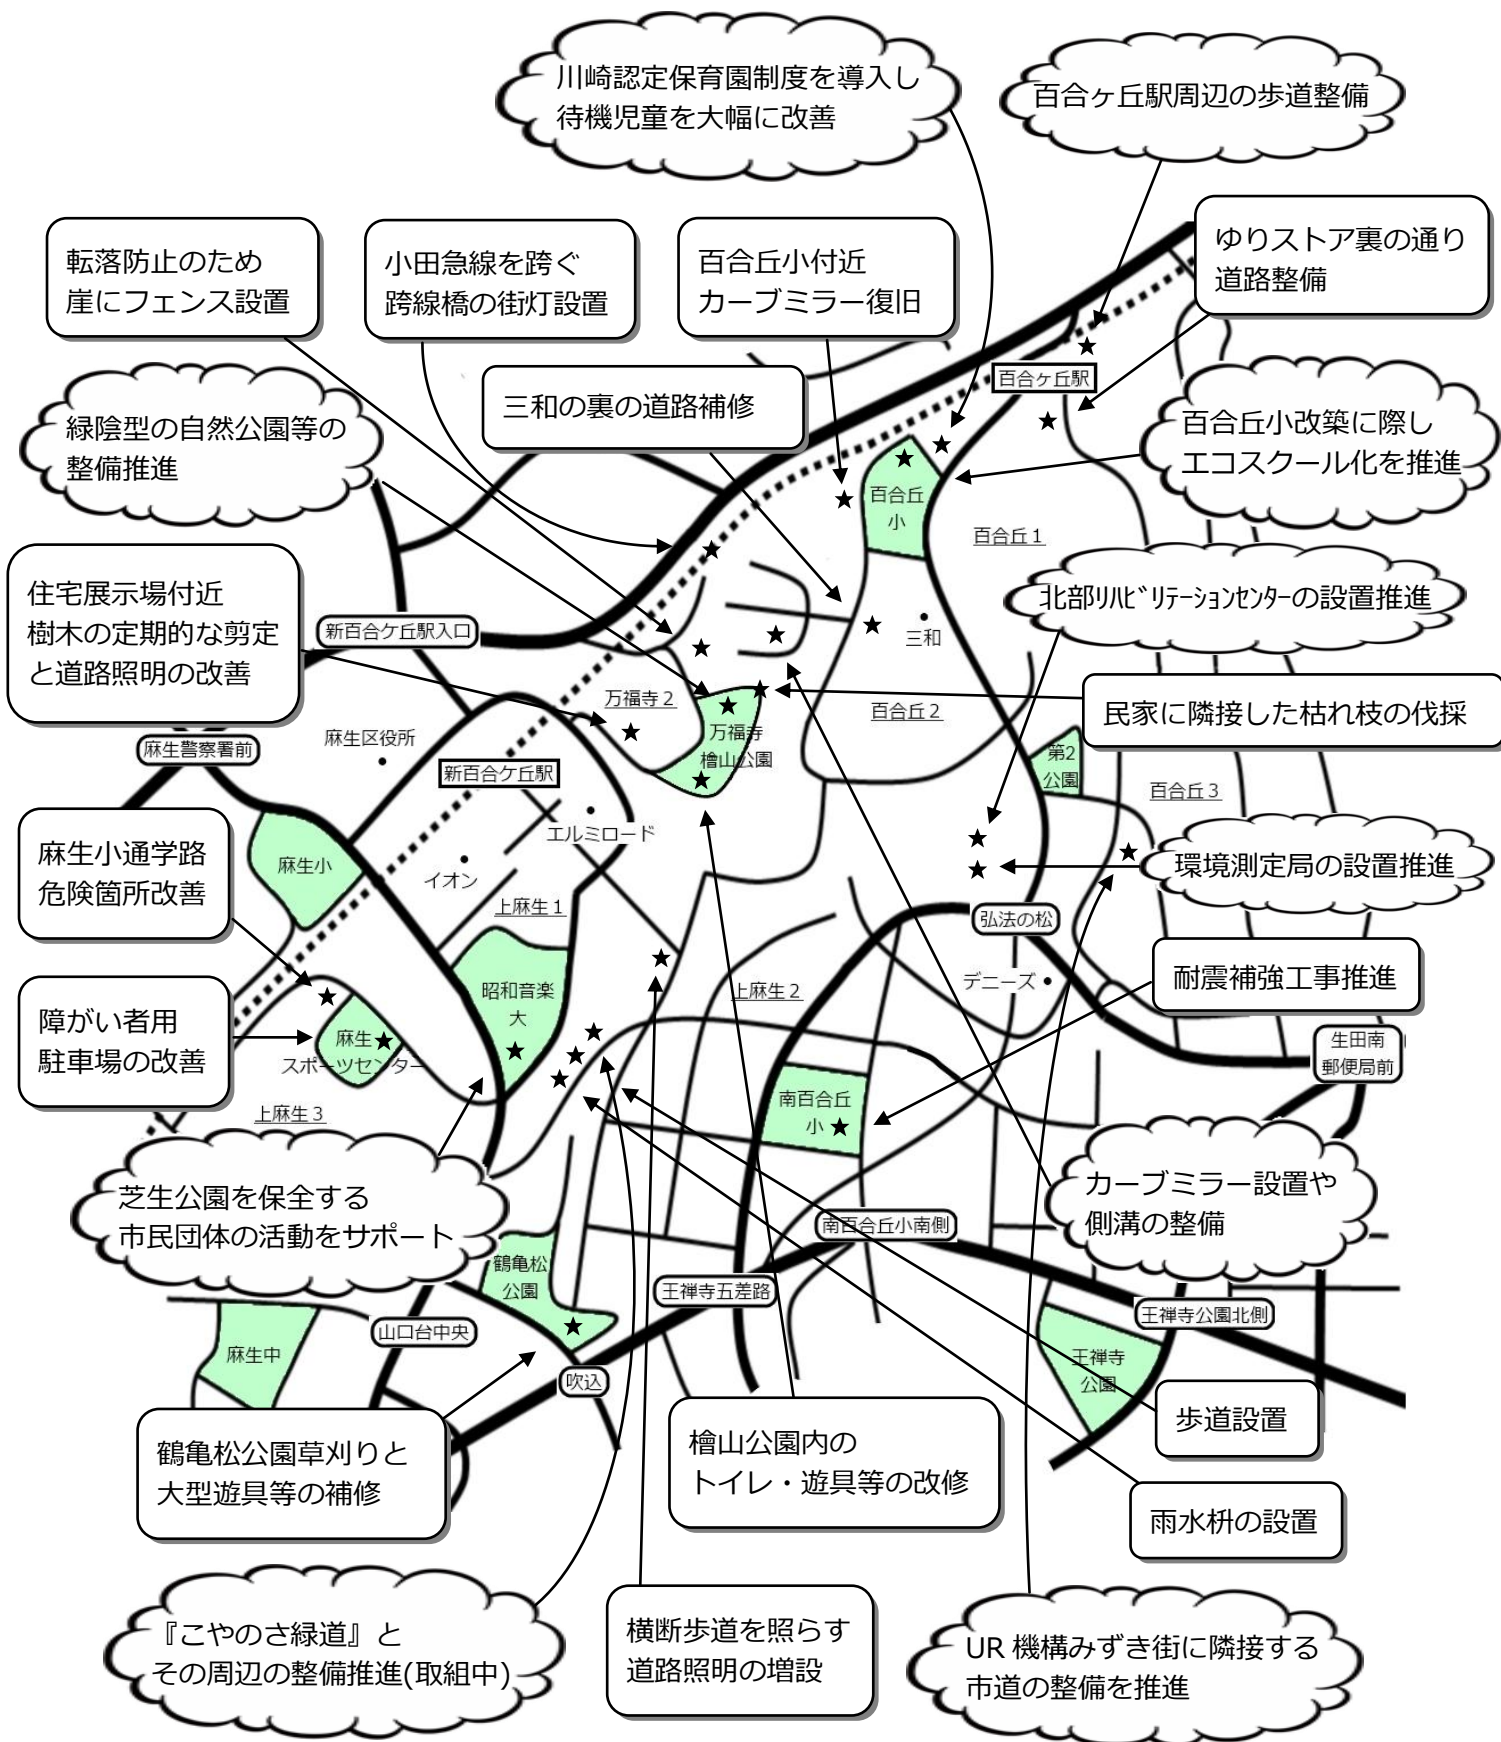 川崎認定保育園制度を導入し
待機児童を大幅に改善
百合ヶ丘駅周辺の歩道整備
転落防止のため
崖にフェンス設置
小田急線を跨ぐ
跨線橋の街灯設置
百合丘小付近
カーブミラー復旧
ゆりストア裏の通り
道路整備
緑陰型の自然公園等の
整備推進
三和の裏の道路補修
百合ヶ丘駅
百合丘小改築に際し
エコスクール化を推進
百合丘
小
百合丘1
住宅展示場付近
樹木の定期的な剪定
と道路照明の改善
新百合ケ丘駅入口
北部ﾘﾊﾋﾞﾘﾃｰｼｮﾝｾﾝﾀｰの設置推進
三和
万福寺2
百合丘2
民家に隣接した枯れ枝の伐採
麻生警察署前
麻生区役所
万福寺
檜山公園
第2
公園
新百合ケ丘駅
百合丘3
エルミロード
麻生小通学路
危険箇所改善
麻生小
イオン
環境測定局の設置推進
上麻生1
弘法の松
障がい者用
駐車場の改善
昭和音楽
大
上麻生2
デニーズ
耐震補強工事推進
麻生
スポーツセンター
生田南
郵便局前
上麻生3
南百合丘
小
芝生公園を保全する
市民団体の活動をサポート
カーブミラー設置や
側溝の整備
南百合丘小南側
鶴亀松
公園
王禅寺五差路
王禅寺公園北側
山口台中央
麻生中
王禅寺
公園
吹込
歩道設置
鶴亀松公園草刈りと
大型遊具等の補修
檜山公園内の
トイレ・遊具等の改修
雨水枡の設置
『こやのさ緑道』と
その周辺の整備推進(取組中)
横断歩道を照らす
道路照明の増設
UR 機構みずき街に隣接する
市道の整備を推進